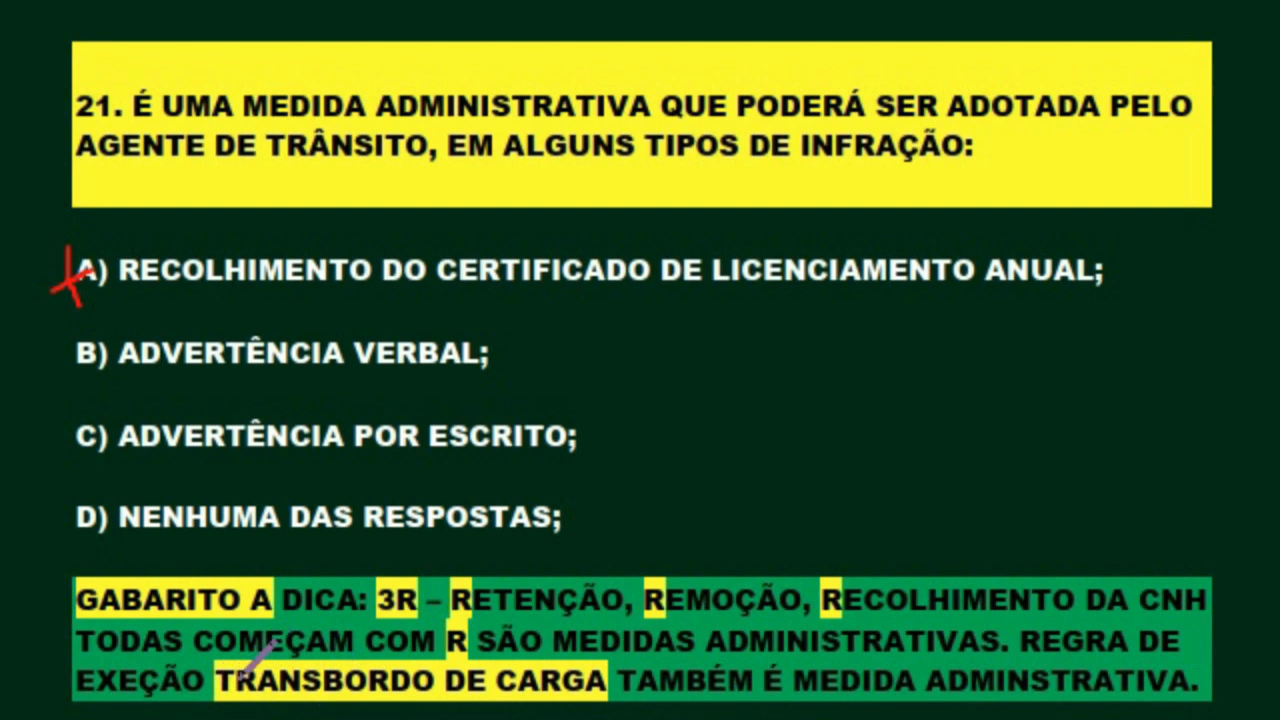 21. É UMA MEDIDA ADMINISTRATIVA QUE PODERÁ SER ADOTADA PELO
AGENTE DE TRÂNSITO, EM ALGUNS TIPOS DE INFRAÇÃO:
A) RECOLHIMENTO DO CERTIFICADO DE LICENCIAMENTO ANUAL;
B) ADVERTÊNCIA VERBAL;
C) ADVERTÊNCIA POR ESCRITO;
D) NENHUMA DAS RESPOSTAS;
GABARITO A DICA: 3R – RETENÇÃO, REMOÇÃO, RECOLHIMENTO DA CNH
TODAS COMEÇAM COM R SÃO MEDIDAS ADMINISTRATIVAS. REGRA DE
EXEÇÃO TRANSBORDO DE CARGA TAMBÉM É MEDIDA ADMINSTRATIVA.